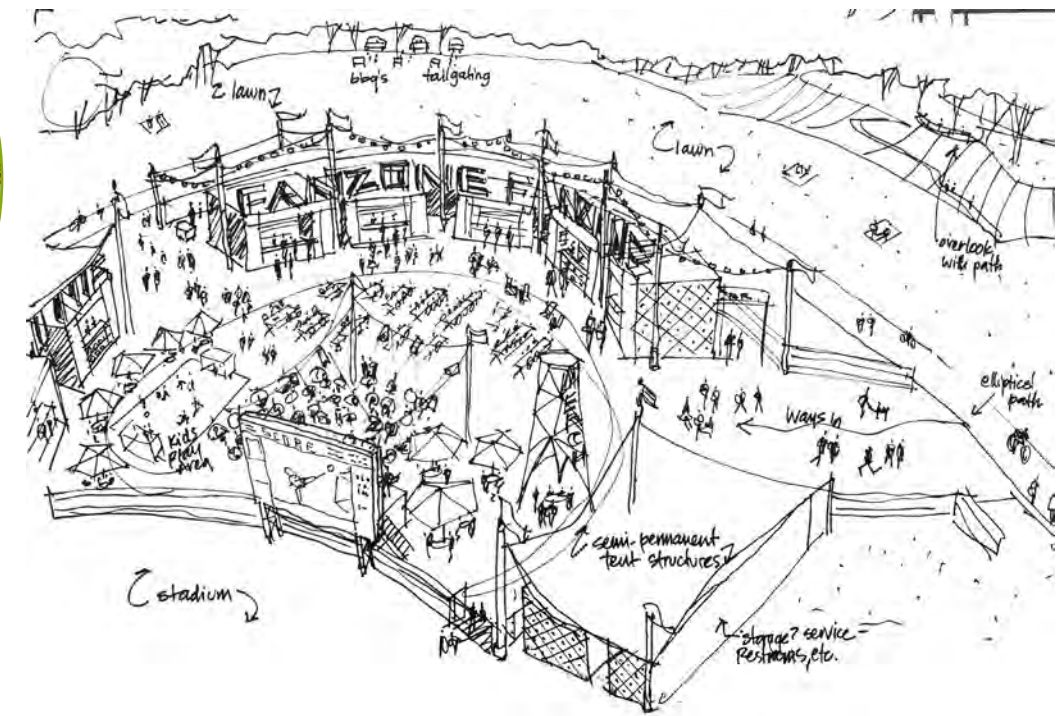 bbq's
tailgating
lawn
lawn
FANZONE FAN
overlook
with path
elliptical
path
ways in
kids
play
area
SCORE
semi-permanent
tent structures
stadium
storage? service -
Restrooms, etc.